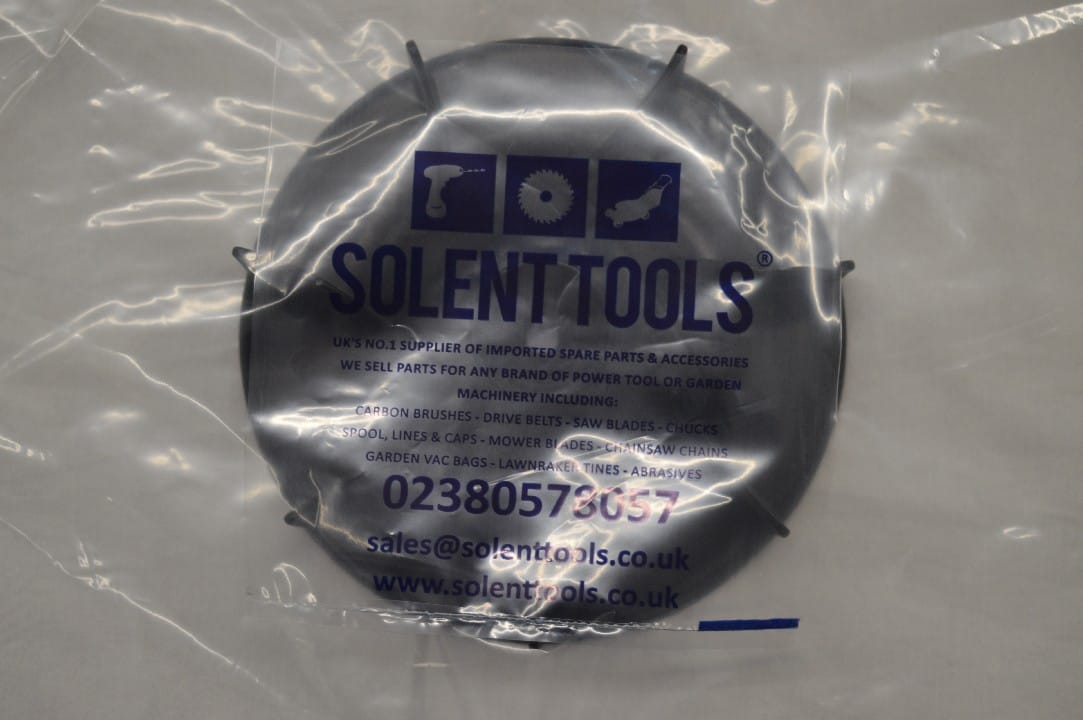 SOLENT TOOLS®
UK'S NO.1 SUPPLIER OF IMPORTED SPARE PARTS & ACCESSORIES
WE SELL PARTS FOR ANY BRAND OF POWER TOOL OR GARDEN
MACHINERY INCLUDING:
CARBON BRUSHES - DRIVE BELTS - SAW BLADES - CHUCKS
SPOOL, LINES & CAPS - MOWER BLADES - CHAINSAW CHAINS
GARDEN VAC BAGS - LAWNRAKER TINES - ABRASIVES
02380578057
sales@solenttools.co.uk
www.solenttools.co.uk